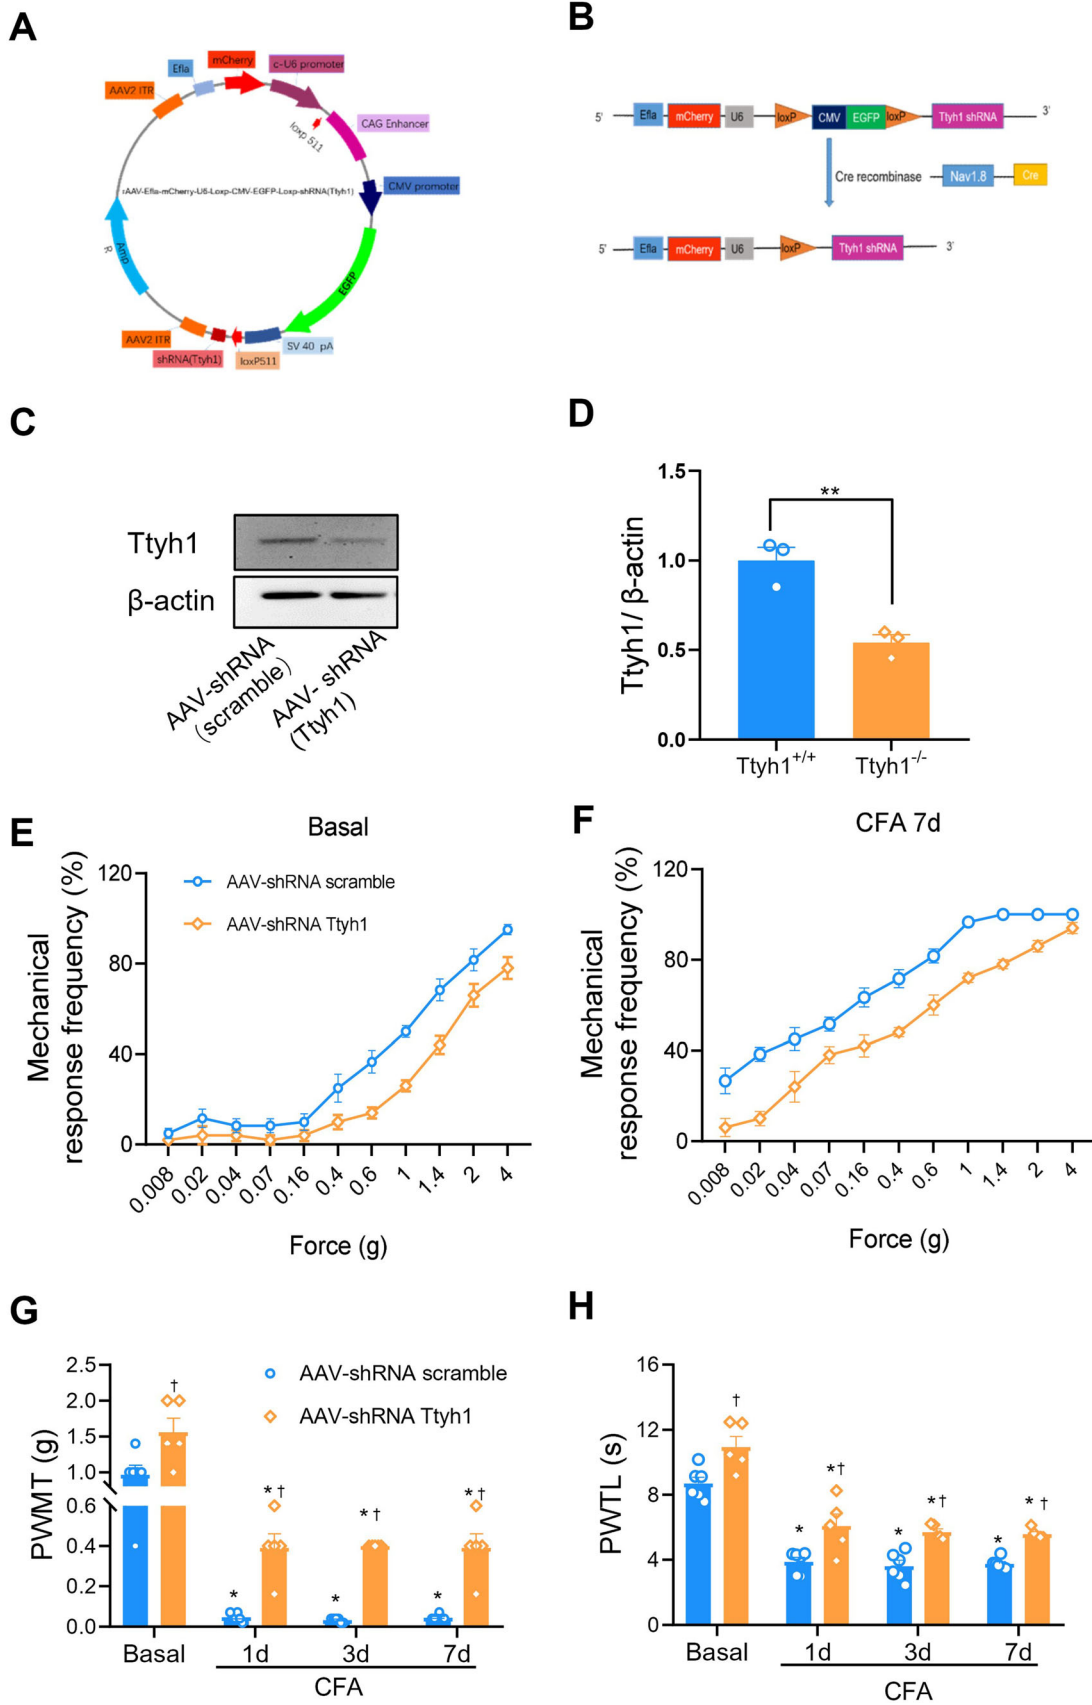 A
mCherry
Efla
c-U6 promoter
AAV2 ITR
loxp 511
CAG Enhancer
rAAV-Efla-mCherry-U6-Loxp-CMV-EGFP-Loxp-shRNA(Ttyh1)
CMV promoter
Amp
R
EGFP
AAV2 ITR
SV 40 pA
shRNA(Ttyh1)
loxP511
B
5' Efla mCherry U6 loxP CMV EGFP loxP Ttyh1 shRNA 3'
Cre recombinase Nav1.8 Cre
5' Efla mCherry U6 loxP Ttyh1 shRNA 3'
C
Ttyh1
β-actin
AAV-shRNA
(scramble)
AAV- shRNA
(Ttyh1)
D
Ttyh1/ β-actin
1.5
1.0
0.5
0.0
**
Ttyh1+/+
Ttyh1-/-
E
Basal
Mechanical
response frequency (%)
120
80
40
0
AAV-shRNA scramble
AAV-shRNA Ttyh1
0.008 0.02 0.04 0.07 0.16 0.4 0.6 1 1.4 2 4
Force (g)
F
CFA 7d
Mechanical
response frequency (%)
120
80
40
0
0.008 0.02 0.04 0.07 0.16 0.4 0.6 1 1.4 2 4
Force (g)
G
PWMT (g)
2.5
2.0
1.5
1.0
0.6
0.4
0.2
0.0
AAV-shRNA scramble
AAV-shRNA Ttyh1
†
* †
* †
* †
* * *
Basal 1d 3d 7d
CFA
H
PWTL (s)
16
12
8
4
0
†
*†
*†
* †
* * *
Basal 1d 3d 7d
CFA